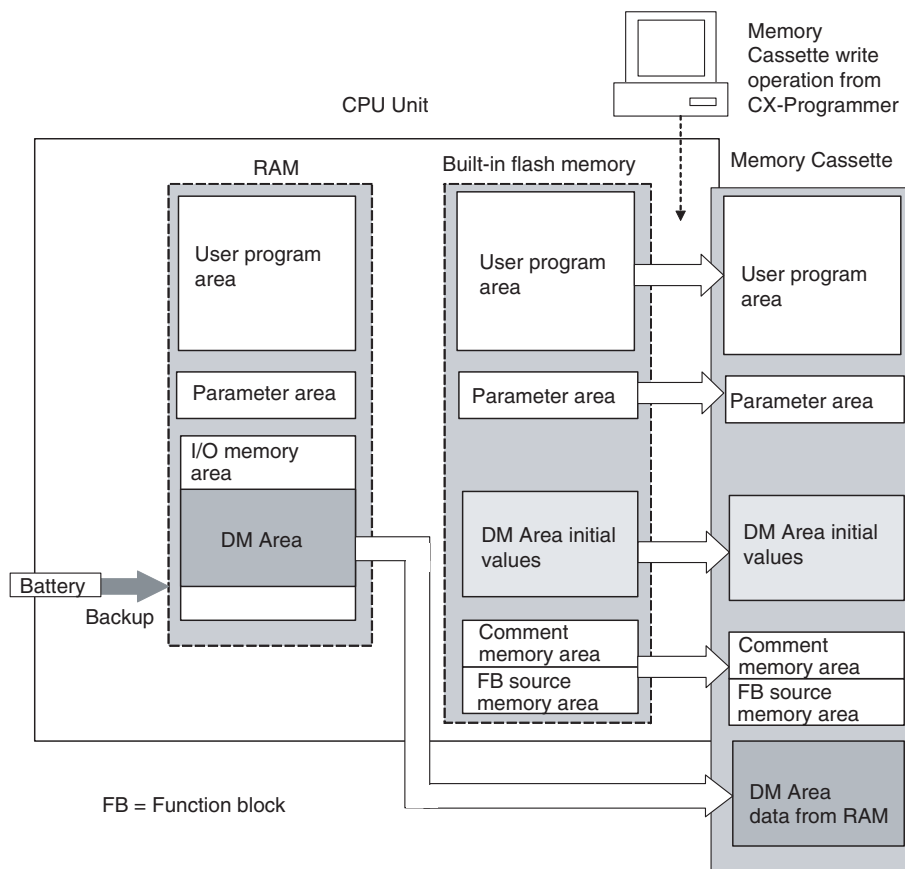 Memory
Cassette write
operation from
CX-Programmer
CPU Unit
RAM
Built-in flash memory
Memory Cassette
User program
area
User program
area
User program
area
Parameter area
Parameter area
Parameter area
I/O memory
area
DM Area
DM Area initial
values
DM Area initial
values
Battery
Backup
Comment
memory area
FB source
memory area
Comment
memory area
FB source
memory area
DM Area
data from RAM
FB = Function block